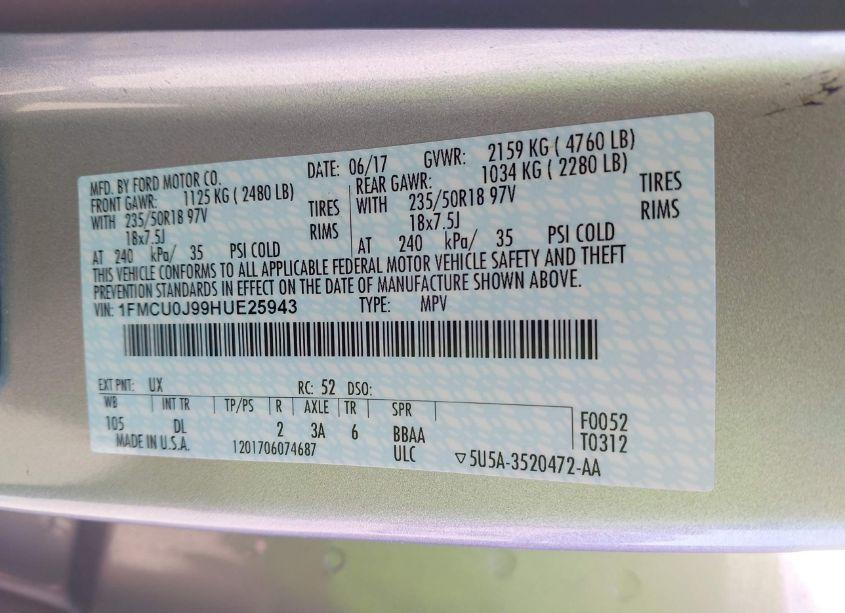 MFD. BY FORD MOTOR CO. DATE: 06/17 GVWR: 2159 KG ( 4760 LB)
FRONT GAWR: 1125 KG ( 2480 LB) REAR GAWR: 1034 KG ( 2280 LB)
WITH 235/50R18 97V TIRES WITH 235/50R18 97V TIRES
18x7.5J RIMS 18x7.5J RIMS
AT 240 kPa/ 35 PSI COLD AT 240 kPa/ 35 PSI COLD
THIS VEHICLE CONFORMS TO ALL APPLICABLE FEDERAL MOTOR VEHICLE SAFETY AND THEFT
PREVENTION STANDARDS IN EFFECT ON THE DATE OF MANUFACTURE SHOWN ABOVE.
VIN: 1FMCU0J99HUE25943 TYPE: MPV
EXT PNT: UX RC: 52 DSO:
WB INT TR TP/PS R AXLE TR SPR
105 DL 2 3A 6 BBAA F0052
MADE IN U.S.A. 1201706074687 ULC T0312
▽5U5A-3520472-AA